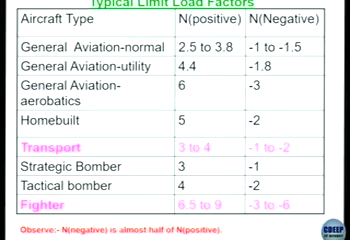 Typical Limit Load Factors
Aircraft Type N(positive) N(Negative)
General Aviation-normal 2.5 to 3.8 -1 to -1.5
General Aviation-utility 4.4 -1.8
General Aviation- 6 -3
aerobatics
Homebuilt 5 -2
Transport 3 to 4 -1 to -2
Strategic Bomber 3 -1
Tactical bomber 4 -2
Fighter 6.5 to 9 -3 to -6
Observe:- N(negative) is almost half of N(positive).
CDEEP
IIT BOMBAY